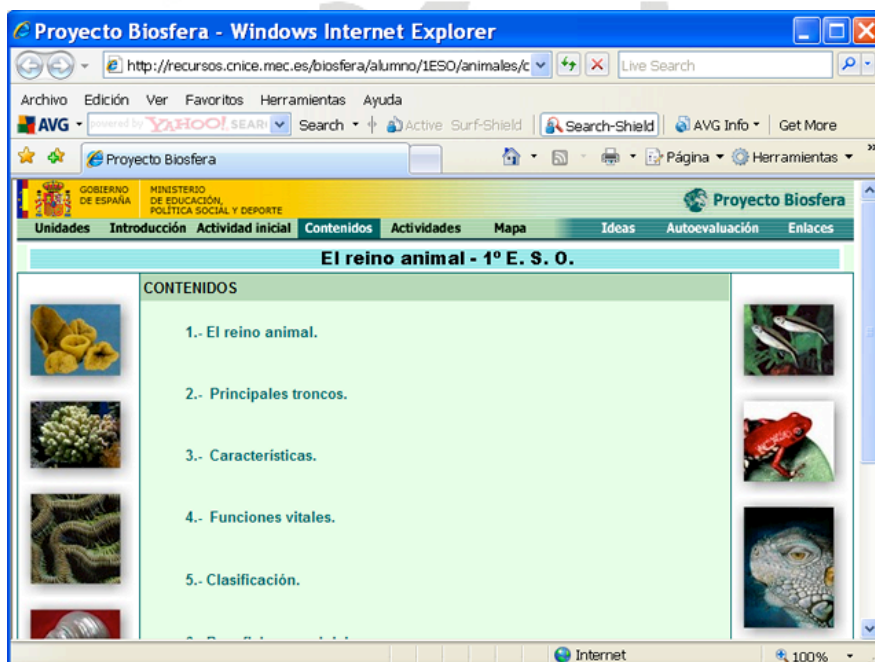 Proyecto Biosfera - Windows Internet Explorer
http://recursos.cnice.mec.es/biosfera/alumno/1ESO/animales/c
Live Search
Archivo Edición Ver Favoritos Herramientas Ayuda
AVG powered by YAHOO! SEAR Search Active Surf-Shield Search-Shield AVG Info Get More
Proyecto Biosfera Página Herramientas
GOBIERNO DE ESPAÑA
MINISTERIO DE EDUCACIÓN, POLÍTICA SOCIAL Y DEPORTE
Proyecto Biosfera
Unidades Introducción Actividad inicial Contenidos Actividades Mapa Ideas Autoevaluación Enlaces
El reino animal - 1º E. S. O.
CONTENIDOS
1.- El reino animal.
2.- Principales troncos.
3.- Características.
4.- Funciones vitales.
5.- Clasificación.
Internet 100%